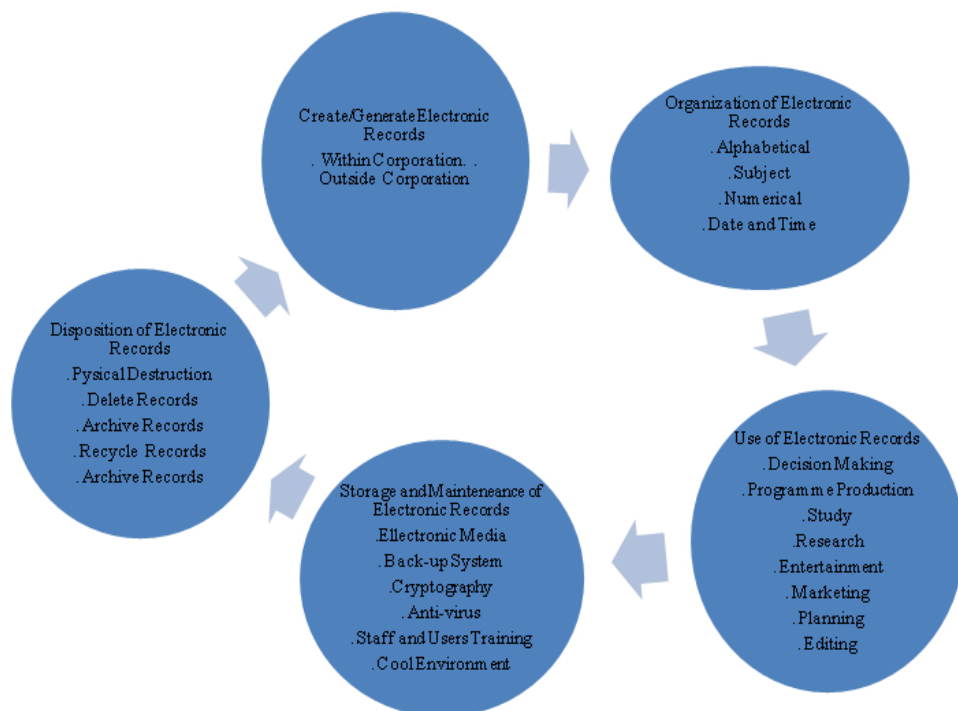 Create/Generate Electronic
Records
. Within Corporation. .
Outside Corporation
Organization of Electronic
Records
.Alphabetical
.Subject
.Numerical
.Date and Time
Use of Electronic Records
.Decision Making
.Programme Production
.Study
.Research
.Entertainment
.Marketing
.Planning
.Editing
Storage and Mainteneance of
Electronic Records
.Ellectronic Media
.Back-up System
.Cryptography
.Anti-virus
.Staff and Users Training
.Cool Environment
Disposition of Electronic
Records
.Pysical Destruction
.Delete Records
.Archive Records
.Recycle Records
.Archive Records